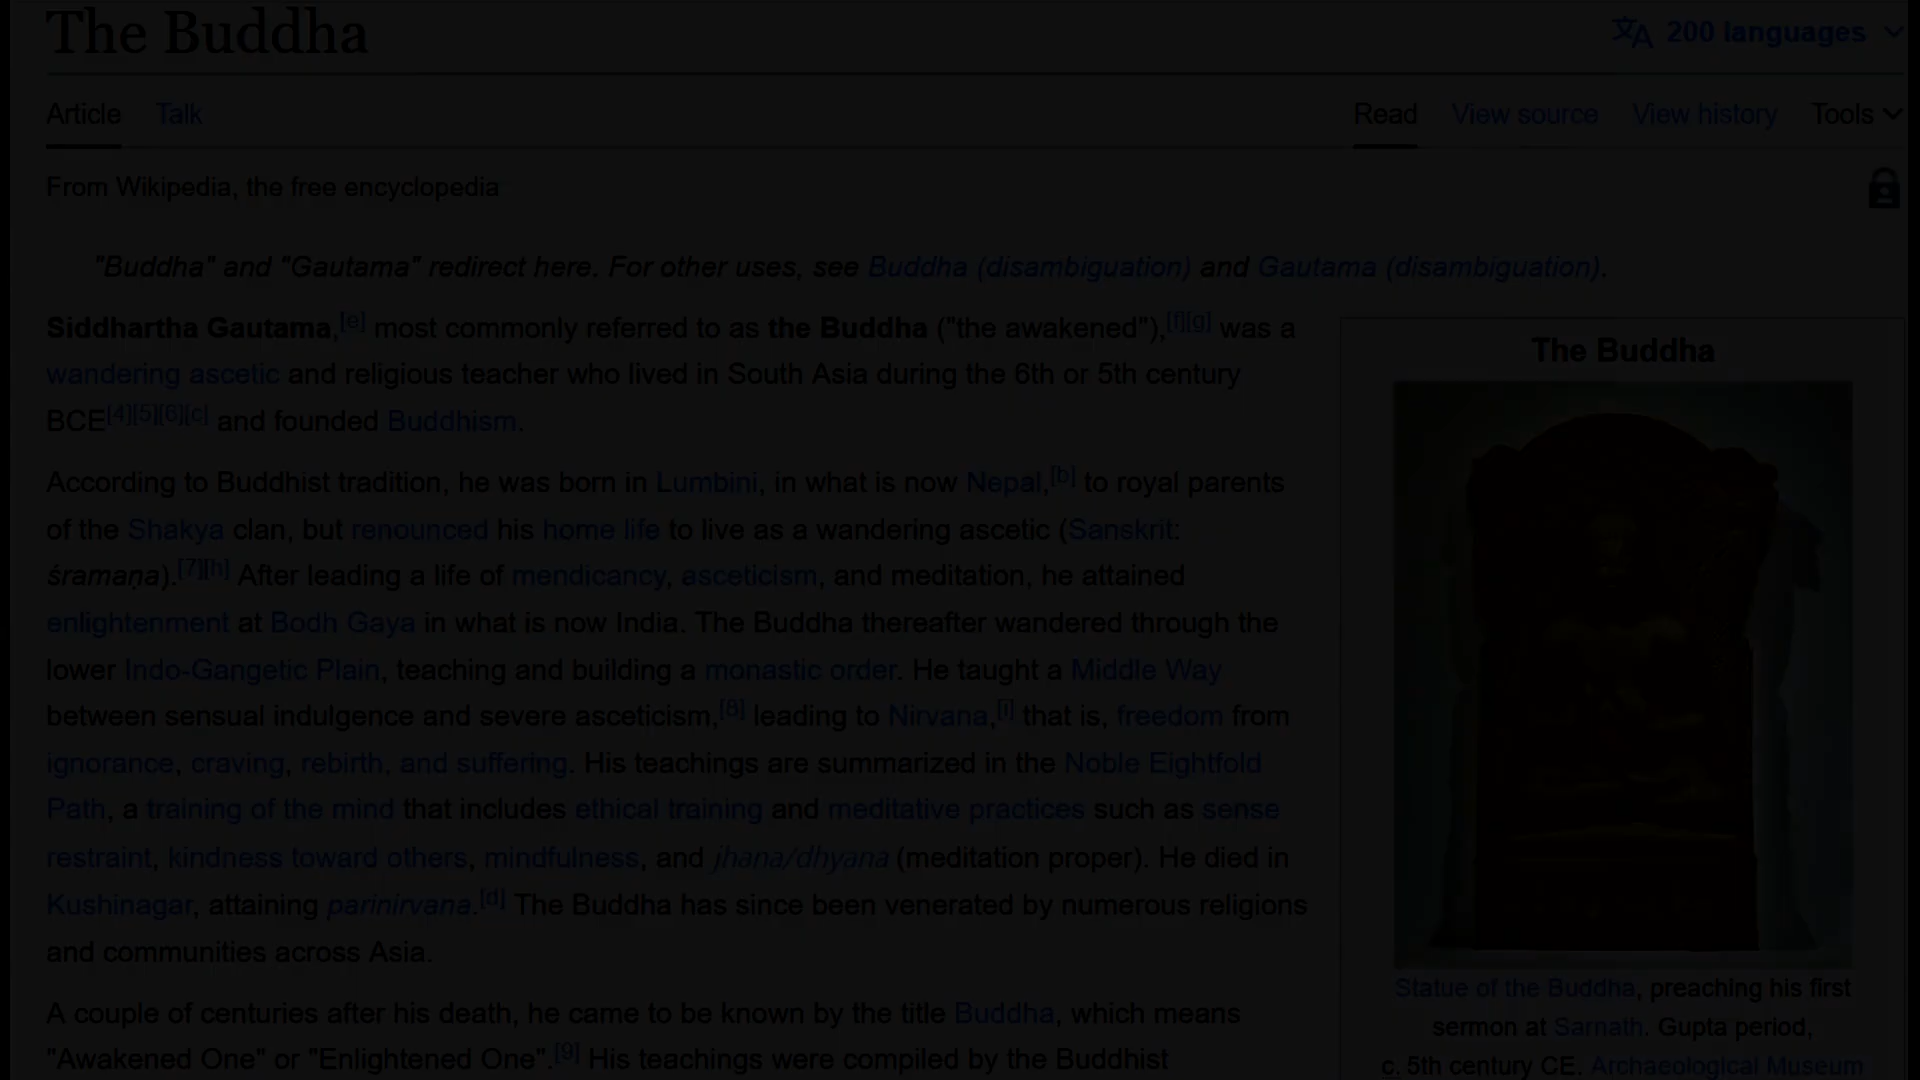 The Buddha
200 languages
Article Talk
Read View source View history Tools
From Wikipedia, the free encyclopedia
"Buddha" and "Gautama" redirect here. For other uses, see Buddha (disambiguation) and Gautama (disambiguation).
Siddhartha Gautama,[e] most commonly referred to as the Buddha ("the awakened"),[f][g] was a
wandering ascetic and religious teacher who lived in South Asia during the 6th or 5th century
BCE[4][5][6][c] and founded Buddhism.
According to Buddhist tradition, he was born in Lumbini, in what is now Nepal,[b] to royal parents
of the Shakya clan, but renounced his home life to live as a wandering ascetic (Sanskrit:
śramaṇa).[7][h] After leading a life of mendicancy, asceticism, and meditation, he attained
enlightenment at Bodh Gaya in what is now India. The Buddha thereafter wandered through the
lower Indo-Gangetic Plain, teaching and building a monastic order. He taught a Middle Way
between sensual indulgence and severe asceticism,[8] leading to Nirvana,[i] that is, freedom from
ignorance, craving, rebirth, and suffering. His teachings are summarized in the Noble Eightfold
Path, a training of the mind that includes ethical training and meditative practices such as sense
restraint, kindness toward others, mindfulness, and jhana/dhyana (meditation proper). He died in
Kushinagar, attaining parinirvana.[d] The Buddha has since been venerated by numerous religions
and communities across Asia.
A couple of centuries after his death, he came to be known by the title Buddha, which means
"Awakened One" or "Enlightened One".[9] His teachings were compiled by the Buddhist
The Buddha
Statue of the Buddha, preaching his first
sermon at Sarnath. Gupta period,
c. 5th century CE. Archaeological Museum